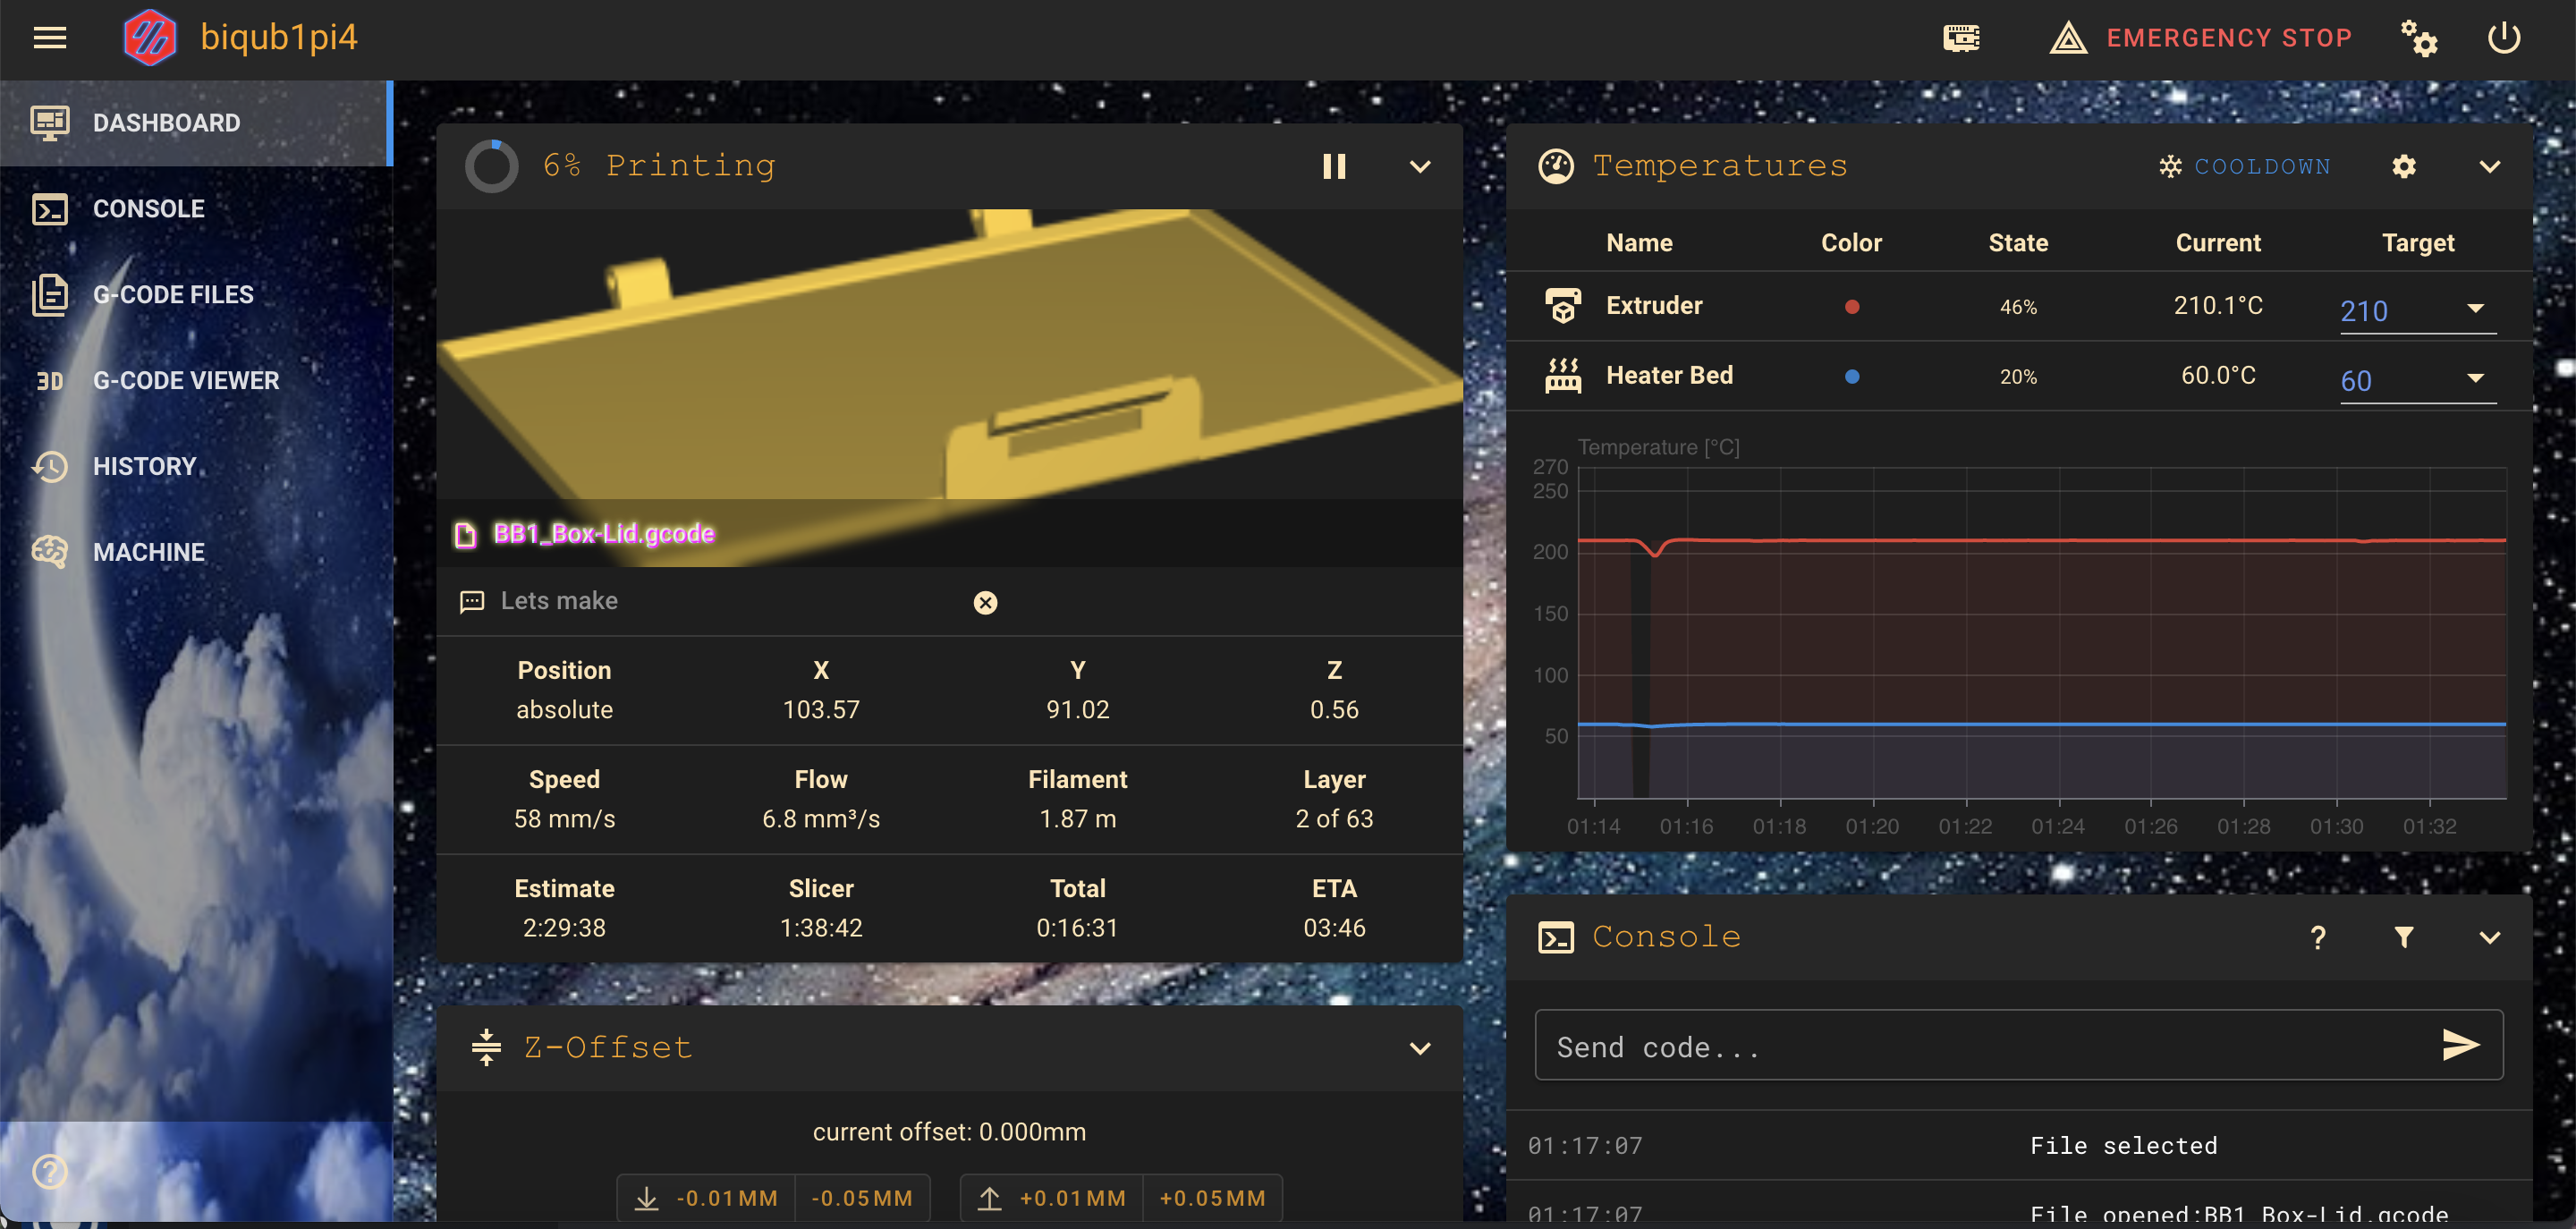 biqub1pi4
EMERGENCY STOP
DASHBOARD
CONSOLE
G-CODE FILES
3D G-CODE VIEWER
HISTORY
MACHINE
6% Printing
BB1_Box-Lid.gcode
Lets make
Position X Y Z
absolute 103.57 91.02 0.56
Speed Flow Filament Layer
58 mm/s 6.8 mm³/s 1.87 m 2 of 63
Estimate Slicer Total ETA
2:29:38 1:38:42 0:16:31 03:46
Z-Offset
current offset: 0.000mm
-0.01MM -0.05MM +0.01MM +0.05MM
Temperatures COOLDOWN
Name Color State Current Target
Extruder 46% 210.1°C 210
Heater Bed 20% 60.0°C 60
Temperature [°C]
270
250
200
150
100
50
01:14 01:16 01:18 01:20 01:22 01:24 01:26 01:28 01:30 01:32
Console ?
Send code...
01:17:07 File selected
01:17:07 File opened:BB1_Box-Lid.gcode